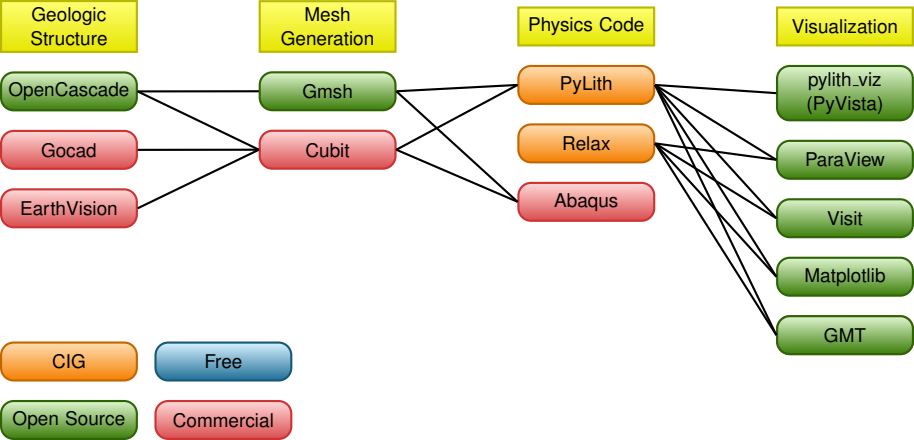 Geologic
Structure
Mesh
Generation
Physics Code
Visualization
OpenCascade
Gocad
EarthVision
Gmsh
Cubit
PyLith
Relax
Abaqus
pylith_viz
(PyVista)
ParaView
Visit
Matplotlib
GMT
CIG
Free
Open Source
Commercial